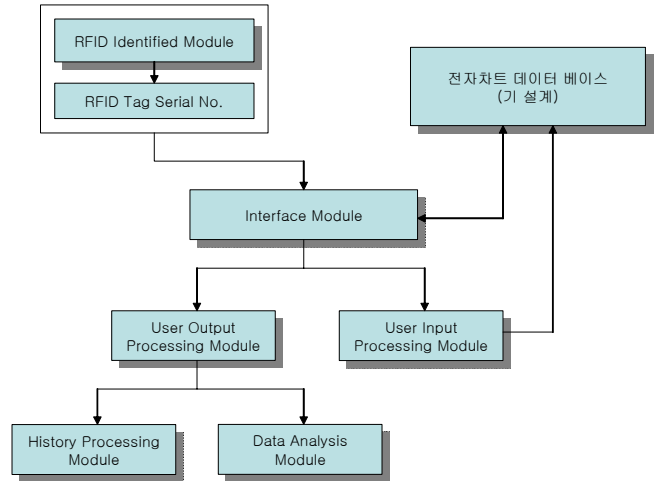 RFID Identified Module
RFID Tag Serial No.
전자차트 데이터 베이스
(기 설계)
Interface Module
User Output
Processing Module
User Input
Processing Module
History Processing
Module
Data Analysis
Module